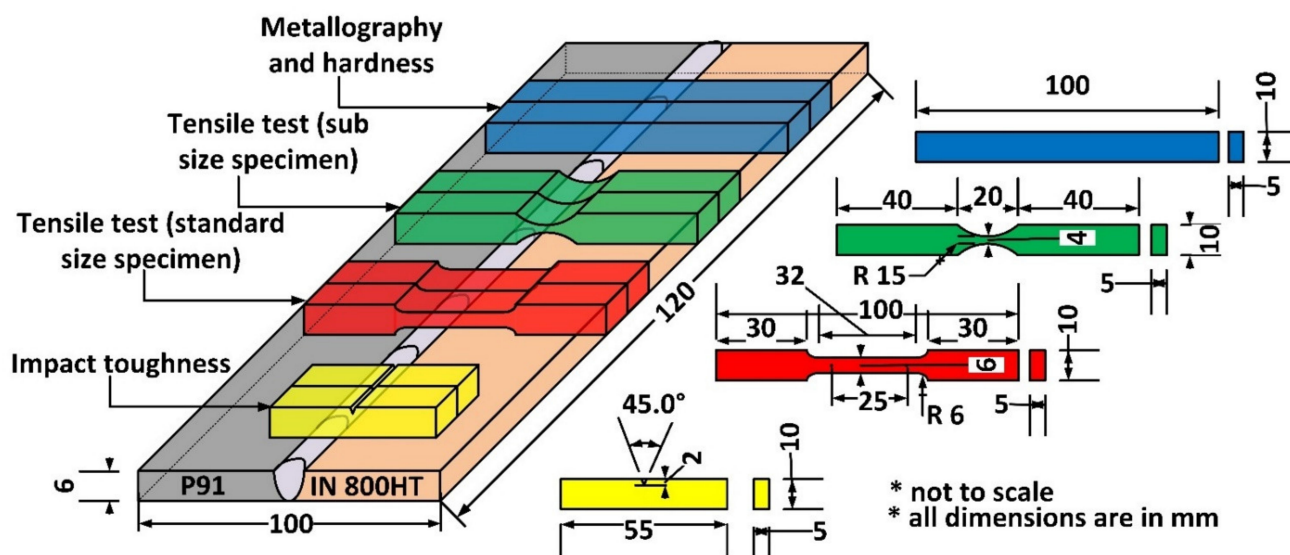 Metallography
and hardness
Tensile test (sub
size specimen)
Tensile test (standard
size specimen)
Impact toughness
6
P91
IN 800HT
100
120
100
10
5
40
20
40
4
10
R 15
5
32
100
30
30
10
6
25
R 6
5
45.0°
2
10
55
5
* not to scale
* all dimensions are in mm